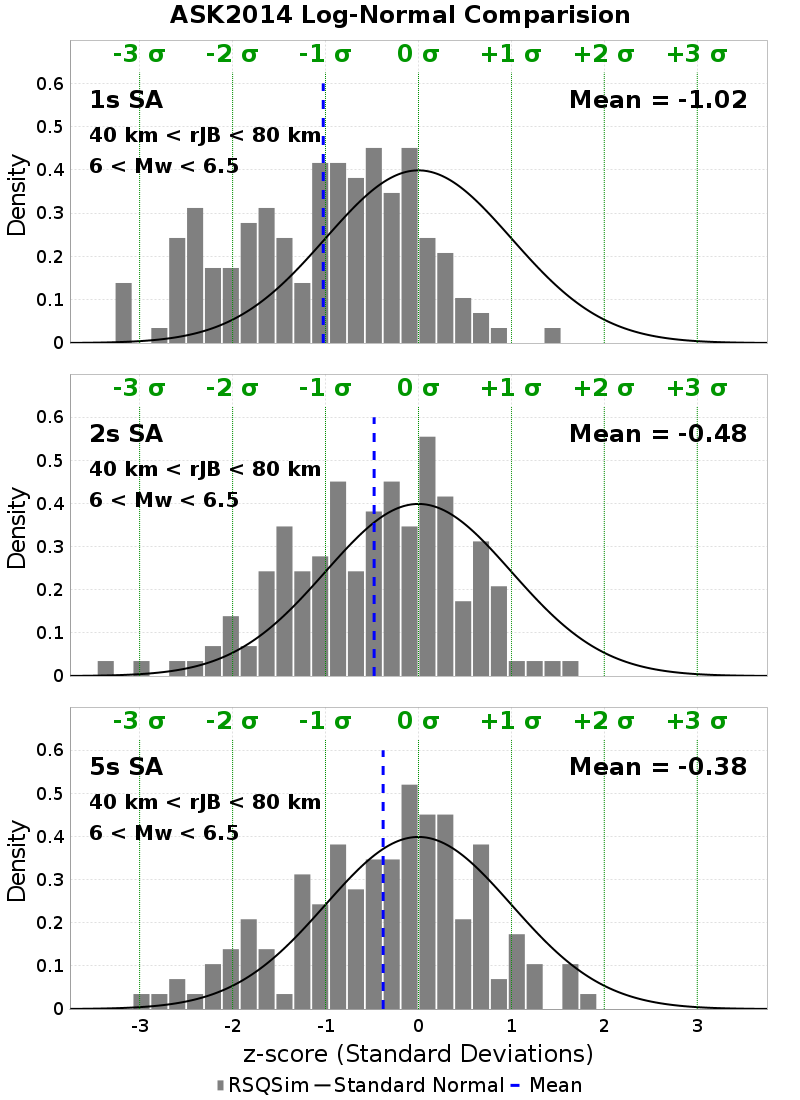 ASK2014 Log-Normal Comparision
-3 σ -2 σ -1 σ 0 σ +1 σ +2 σ +3 σ
1s SA
Mean = -1.02
40 km < rJB < 80 km
6 < Mw < 6.5
Density
0.6
0.5
0.4
0.3
0.2
0.1
0
-3 σ -2 σ -1 σ 0 σ +1 σ +2 σ +3 σ
2s SA
Mean = -0.48
40 km < rJB < 80 km
6 < Mw < 6.5
Density
0.6
0.5
0.4
0.3
0.2
0.1
0
-3 σ -2 σ -1 σ 0 σ +1 σ +2 σ +3 σ
5s SA
Mean = -0.38
40 km < rJB < 80 km
6 < Mw < 6.5
Density
0.6
0.5
0.4
0.3
0.2
0.1
0
-3 -2 -1 0 1 2 3
z-score (Standard Deviations)
RSQSim Standard Normal Mean